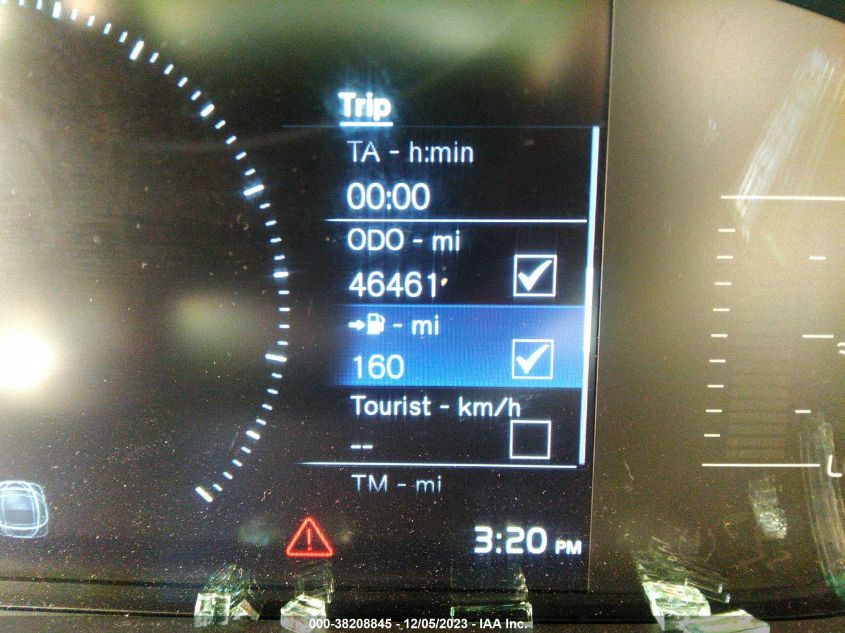 Trip
TA - h:min
00:00
ODO - mi
46461
- mi
160
Tourist - km/h
--
TM - mi
3:20 PM
L
000-38208845 - 12/05/2023 - IAA Inc.